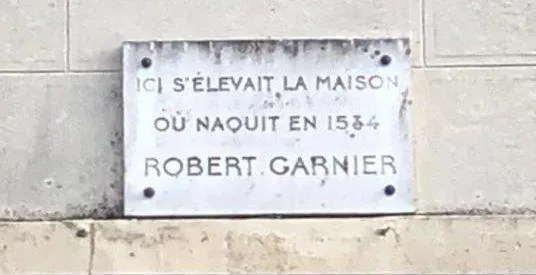 ICI S'ÉLEVAIT LA MAISON
OÙ NAQUIT EN 1534
ROBERT. GARNIER